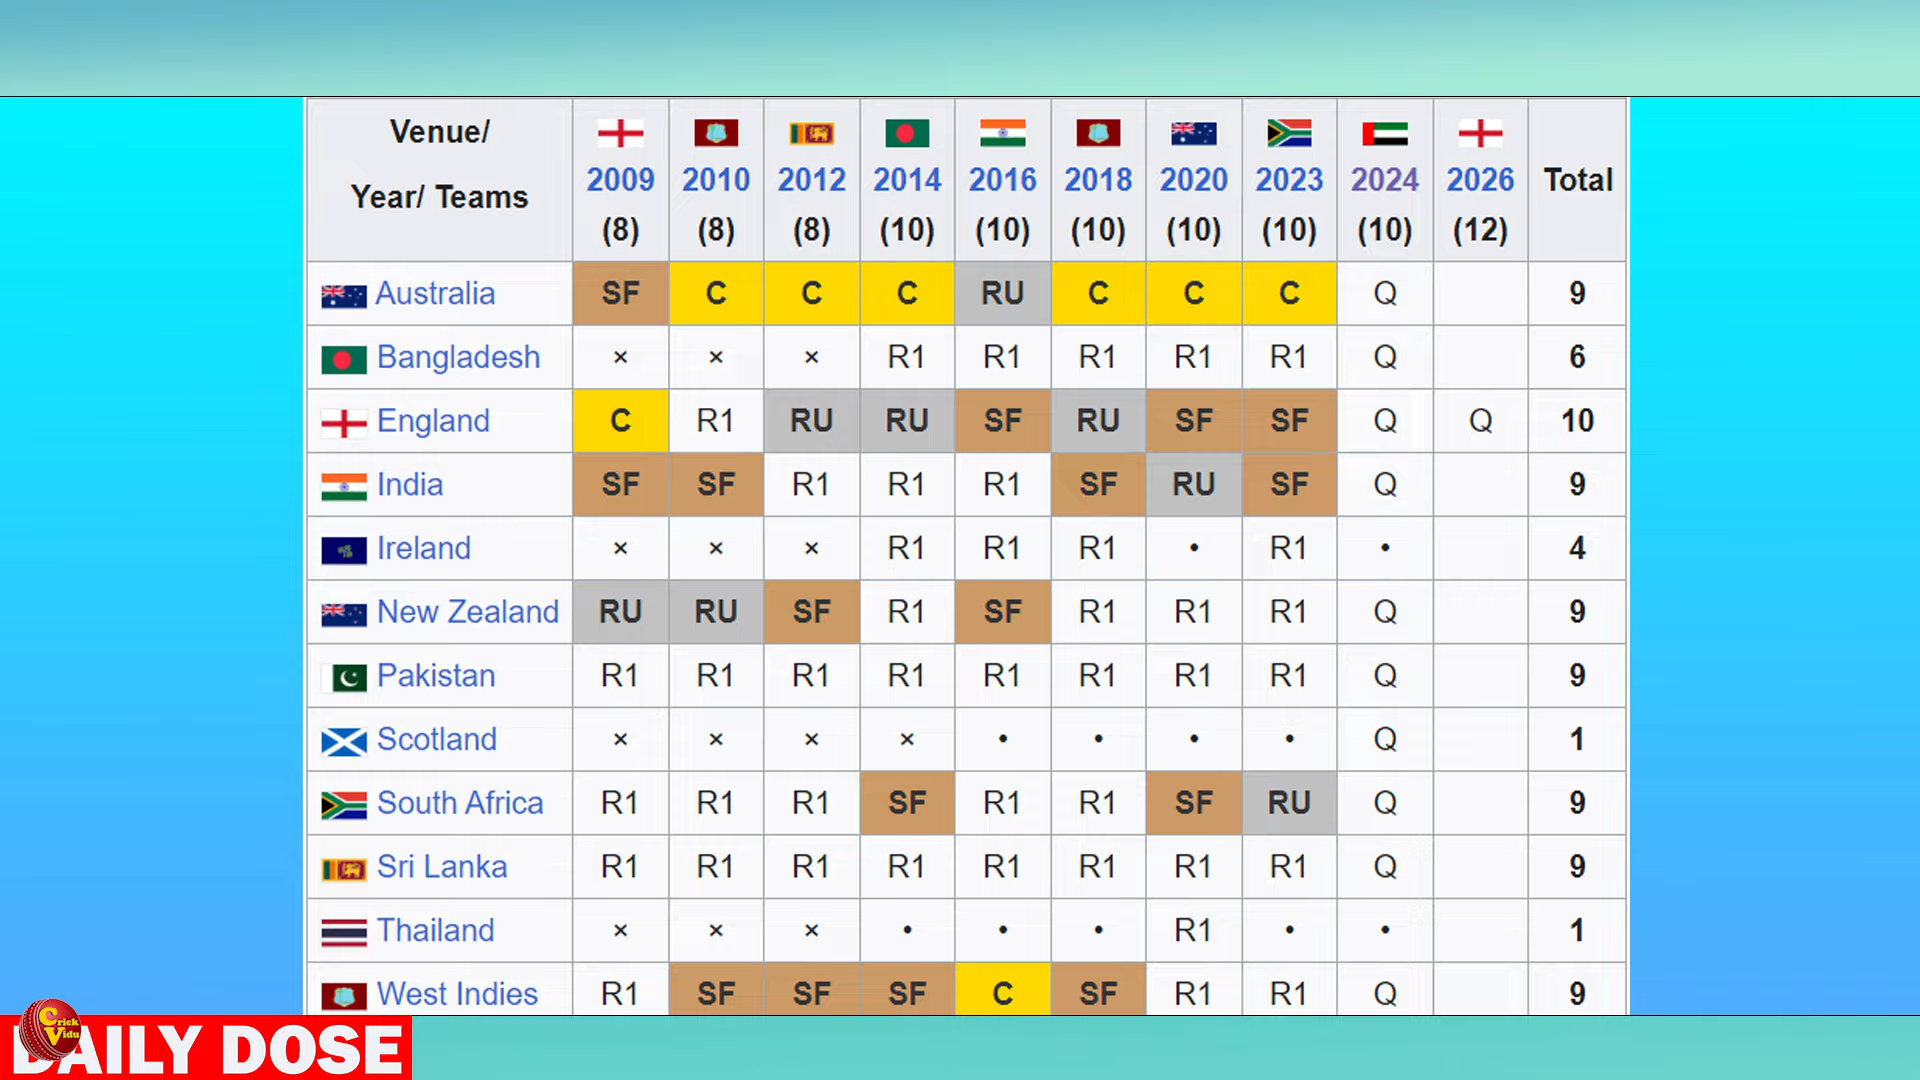 Venue/
Year/ Teams
2009 2010 2012 2014 2016 2018 2020 2023 2024 2026 Total
(8) (8) (8) (10) (10) (10) (10) (10) (10) (12)
Australia SF C C C RU C C C Q 9
Bangladesh × × × R1 R1 R1 R1 R1 Q 6
England C R1 RU RU SF RU SF SF Q Q 10
India SF SF R1 R1 R1 SF RU SF Q 9
Ireland × × × R1 R1 R1 • R1 • 4
New Zealand RU RU SF R1 SF R1 R1 R1 Q 9
Pakistan R1 R1 R1 R1 R1 R1 R1 R1 Q 9
Scotland × × × × • • • • Q 1
South Africa R1 R1 R1 SF R1 R1 SF RU Q 9
Sri Lanka R1 R1 R1 R1 R1 R1 R1 R1 Q 9
Thailand × × × • • • R1 • • 1
West Indies R1 SF SF SF C SF R1 R1 Q 9
Crick
Vidu
DAILY DOSE